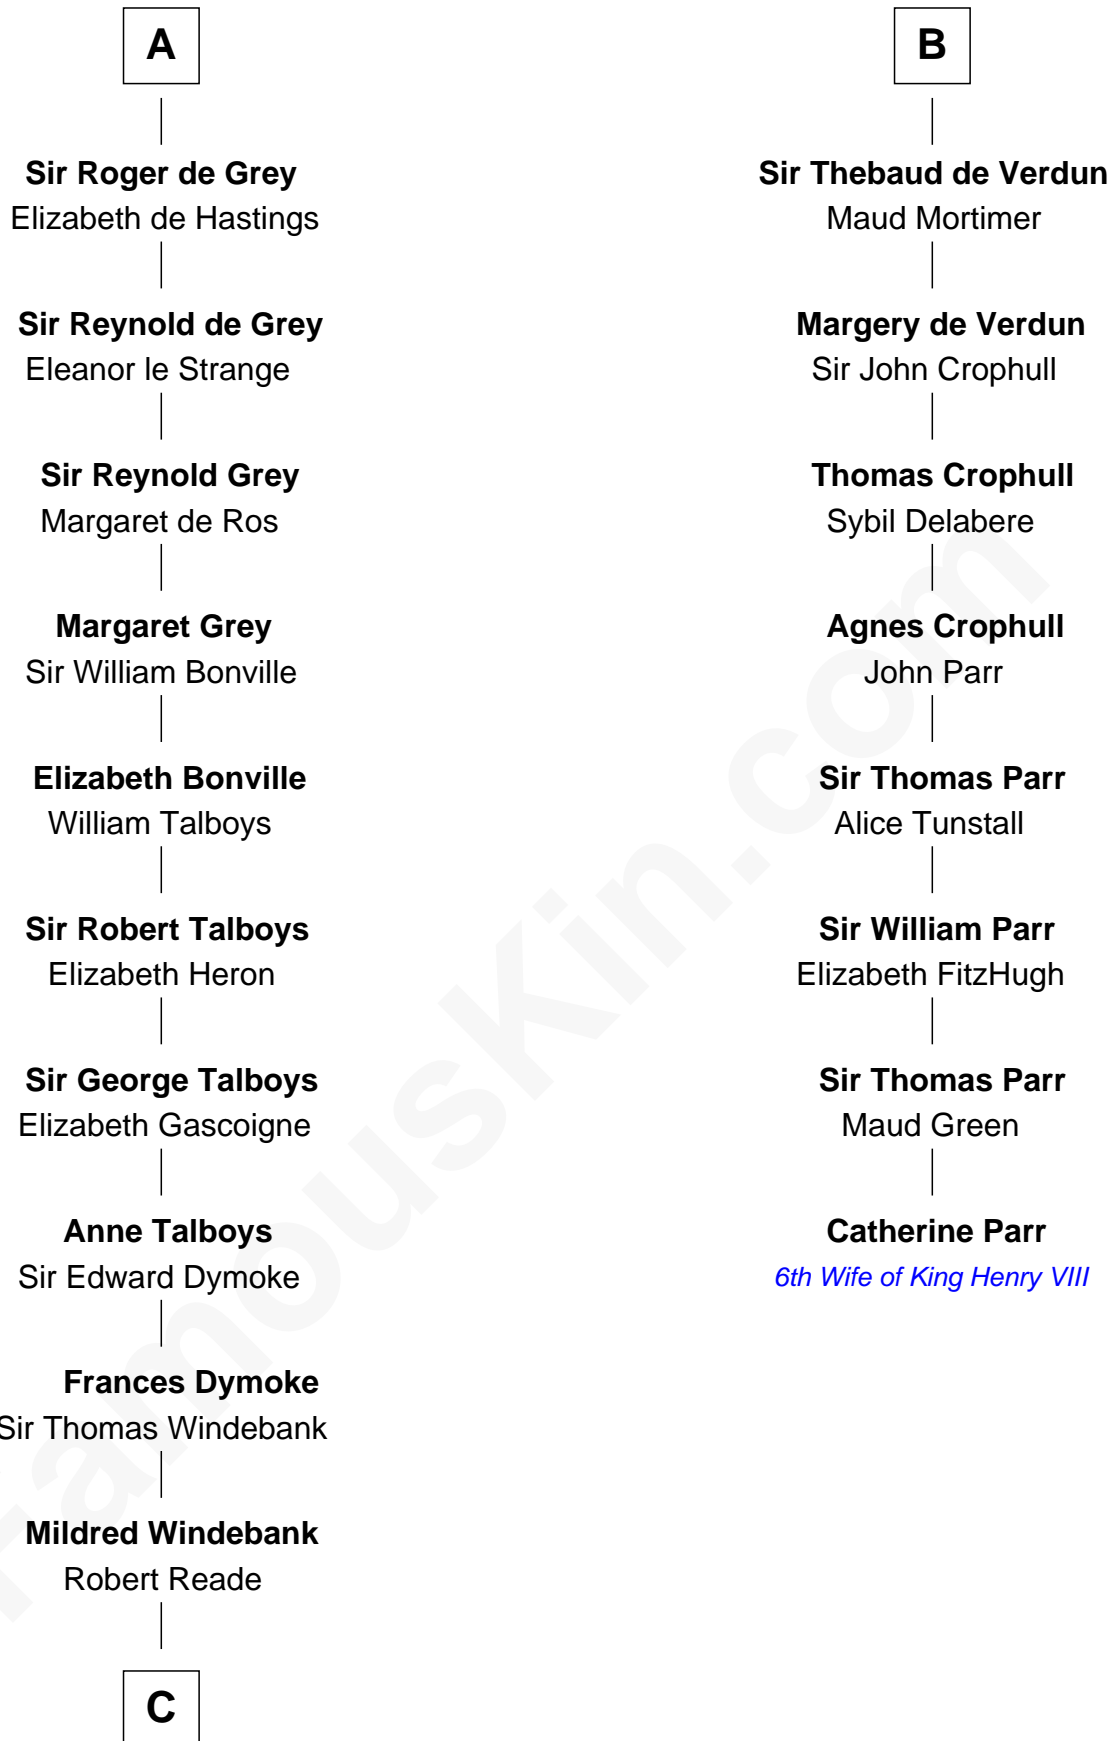 A
Sir Roger de Grey
Elizabeth de Hastings
Sir Reynold de Grey
Eleanor le Strange
Sir Reynold Grey
Margaret de Ros
Margaret Grey
Sir William Bonville
Elizabeth Bonville
William Talboys
Sir Robert Talboys
Elizabeth Heron
Sir George Talboys
Elizabeth Gascoigne
Anne Talboys
Sir Edward Dymoke
Frances Dymoke
Sir Thomas Windebank
Mildred Windebank
Robert Reade
C
B
Sir Thebaud de Verdun
Maud Mortimer
Margery de Verdun
Sir John Crophull
Thomas Crophull
Sybil Delabere
Agnes Crophull
John Parr
Sir Thomas Parr
Alice Tunstall
Sir William Parr
Elizabeth FitzHugh
Sir Thomas Parr
Maud Green
Catherine Parr
6th Wife of King Henry VIII
FamousKin.com